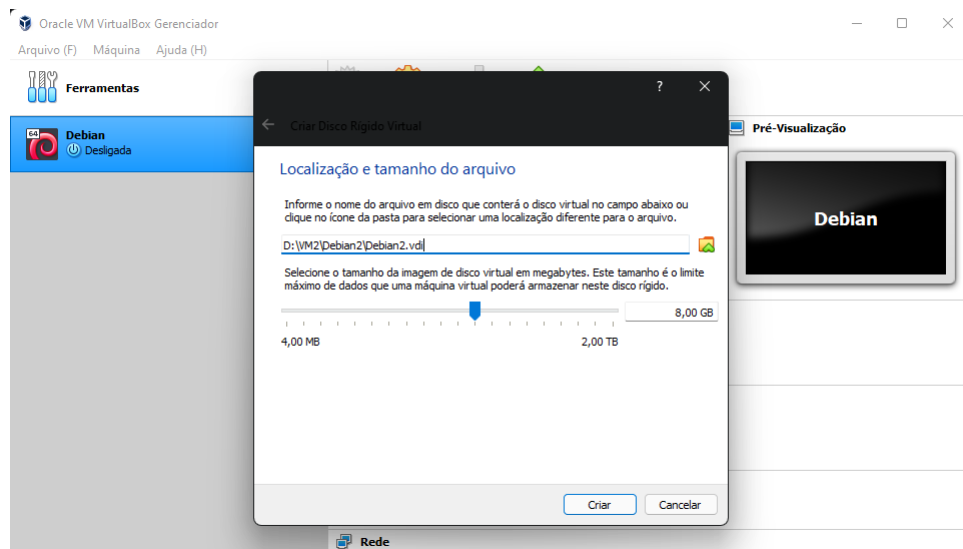 Oracle VM VirtualBox Gerenciador
Arquivo (F) Máquina Ajuda (H)
Ferramentas
64
Debian
Desligada
?
Criar Disco Rígido Virtual
Localização e tamanho do arquivo
Informe o nome do arquivo em disco que conterá o disco virtual no campo abaixo ou
clique no ícone da pasta para selecionar uma localização diferente para o arquivo.
D:\VM2\Debian2\Debian2.vdi
Selecione o tamanho da imagem de disco virtual em megabytes. Este tamanho é o limite
máximo de dados que uma máquina virtual poderá armazenar neste disco rígido.
8,00 GB
4,00 MB 2,00 TB
Criar Cancelar
Pré-Visualização
Debian
Rede